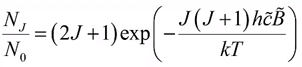 N_J/N_0 = (2J+1)exp(−J(J+1)hc̃B̃/kT)